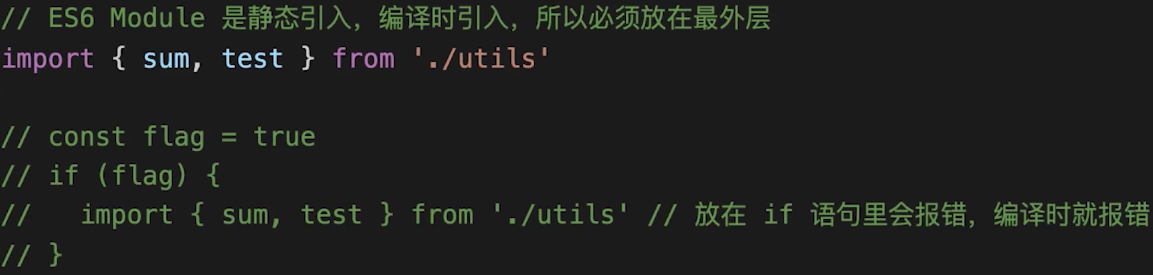 // ES6 Module 是静态引入，编译时引入，所以必须放在最外层
import { sum, test } from './utils'
// const flag = true
// if (flag) {
//   import { sum, test } from './utils' // 放在 if 语句里会报错，编译时就报错
// }